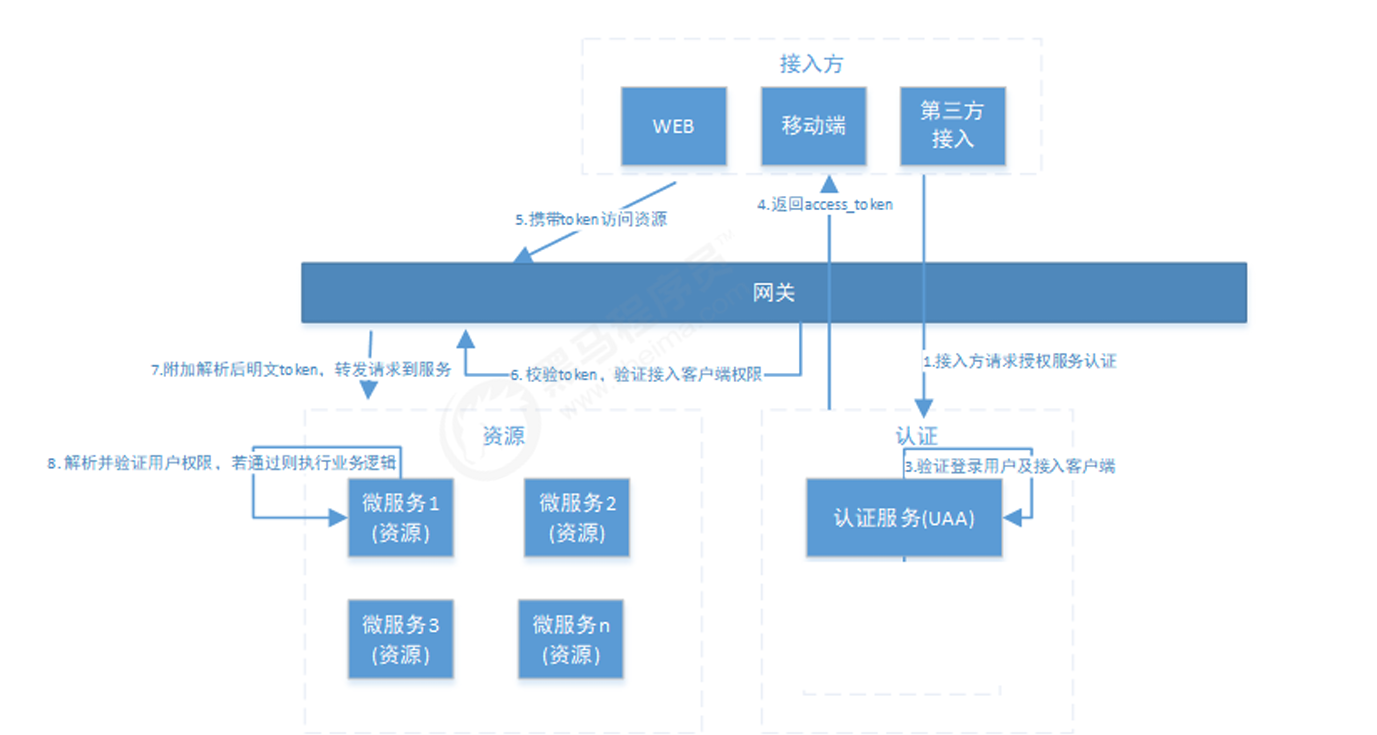 接入方
WEB
移动端
第三方
接入
5.携带token访问资源
4.返回access_token
网关
7.附加解析后明文token，转发请求到服务
6.校验token，验证接入客户端权限
1.接入方请求授权服务认证
资源
认证
8.解析并验证用户权限，若通过则执行业务逻辑
3.验证登录用户及接入客户端
微服务1
(资源)
微服务2
(资源)
认证服务(UAA)
微服务3
(资源)
微服务n
(资源)
黑马程序员™
www.itheima.com